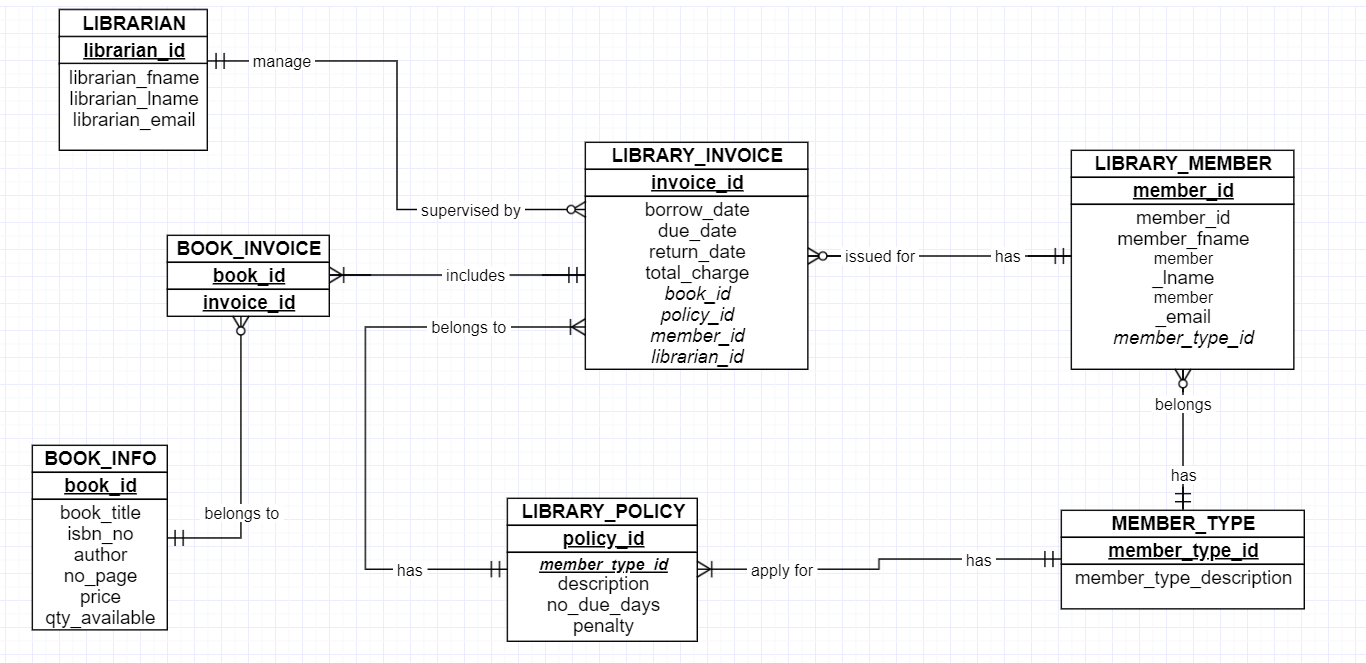 LIBRARIAN
librarian_id
librarian_fname
librarian_lname
librarian_email
manage
supervised by
LIBRARY_INVOICE
invoice_id
borrow_date
due_date
return_date
total_charge
book_id
policy_id
member_id
librarian_id
issued for
has
LIBRARY_MEMBER
member_id
member_id
member_fname
member
_lname
member
_email
member_type_id
BOOK_INVOICE
book_id
invoice_id
includes
belongs to
has
belongs
has
BOOK_INFO
book_id
book_title
isbn_no
author
no_page
price
qty_available
belongs to
LIBRARY_POLICY
policy_id
member_type_id
description
no_due_days
penalty
apply for
has
MEMBER_TYPE
member_type_id
member_type_description